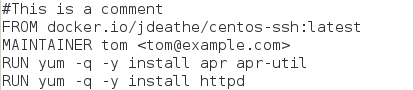 #This is a comment
FROM docker.io/jdeathe/centos-ssh:latest
MAINTAINER tom <tom@example.com>
RUN yum -q -y install apr apr-util
RUN yum -q -y install httpd